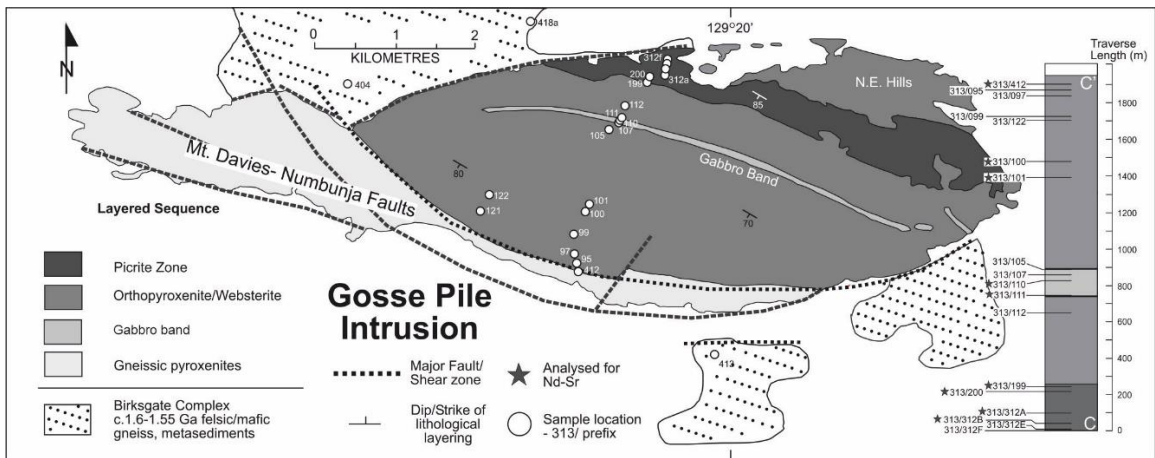 418a
129°20'
0 1 2
KILOMETRES
N
404
312f
312a
200
199
N.E. Hills
85
112
111
110
107
105
Gabbro Band
80
Mt. Davies- Numbunja Faults
122
121
101
100
99
97
95
412
70
Layered Sequence
Picrite Zone
Orthopyroxenite/Websterite
Gabbro band
Gneissic pyroxenites
Birksgate Complex
c.1.6-1.55 Ga felsic/mafic
gneiss, metasediments
Gosse Pile
Intrusion
Major Fault/
Shear zone
Analysed for
Nd-Sr
Dip/Strike of
lithological
layering
Sample location
- 313/ prefix
413
Traverse
Length (m)
C'
1800
1600
1400
1200
1000
800
600
400
200
0
C
313/412
313/095
313/097
313/099
313/122
313/100
313/101
313/105
313/107
313/110
313/111
313/112
313/199
313/200
313/312A
313/312B
313/312E
313/312F